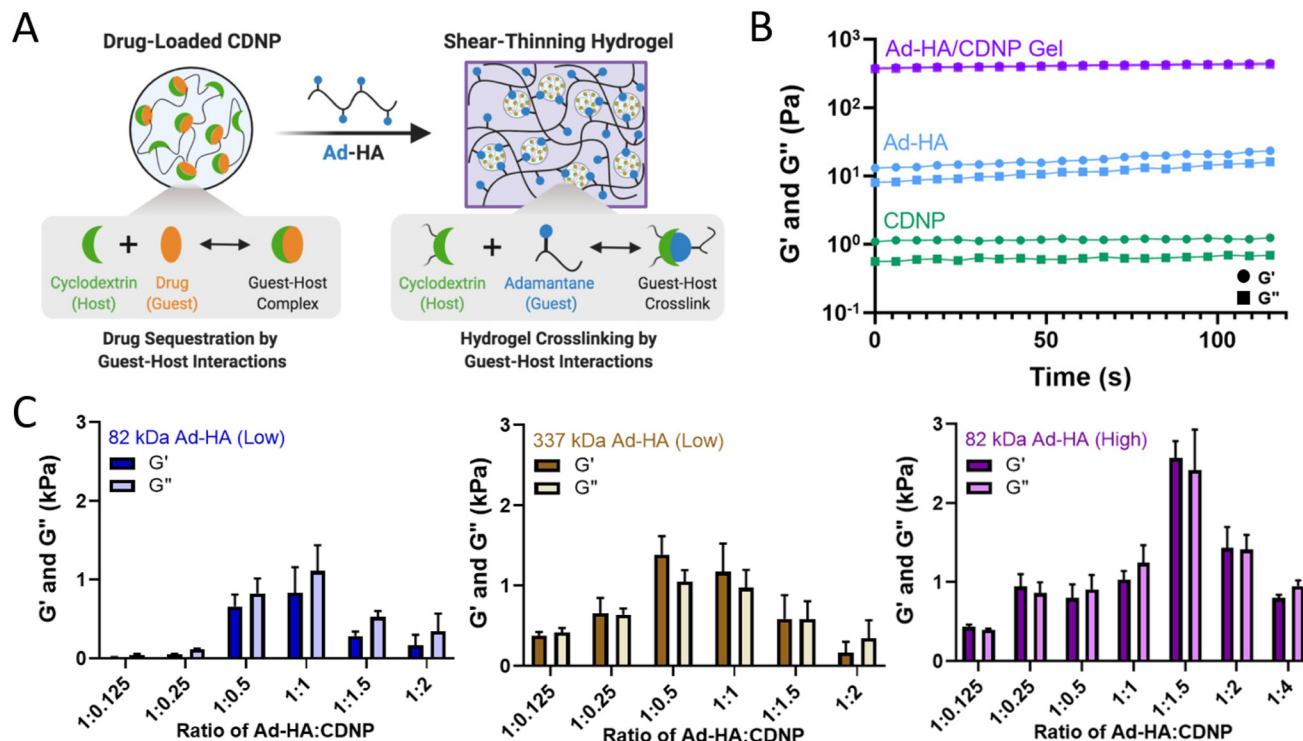 A
Drug-Loaded CDNP
Shear-Thinning Hydrogel
Ad-HA
Cyclodextrin
(Host)
+
Drug
(Guest)
Guest-Host
Complex
Drug Sequestration by
Guest-Host Interactions
Cyclodextrin
(Host)
+
Adamantane
(Guest)
Guest-Host
Crosslink
Hydrogel Crosslinking by
Guest-Host Interactions
B
G' and G" (Pa)
10³
10²
10¹
10⁰
10⁻¹
Ad-HA/CDNP Gel
Ad-HA
CDNP
G'
G"
0
50
100
Time (s)
C
G' and G" (kPa)
3
2
1
0
82 kDa Ad-HA (Low)
G'
G"
1:0.125
1:0.25
1:0.5
1:1
1:1.5
1:2
Ratio of Ad-HA:CDNP
G' and G" (kPa)
3
2
1
0
337 kDa Ad-HA (Low)
G'
G"
1:0.125
1:0.25
1:0.5
1:1
1:1.5
1:2
Ratio of Ad-HA:CDNP
G' and G" (kPa)
3
2
1
0
82 kDa Ad-HA (High)
G'
G"
1:0.125
1:0.25
1:0.5
1:1
1:1.5
1:2
1:4
Ratio of Ad-HA:CDNP